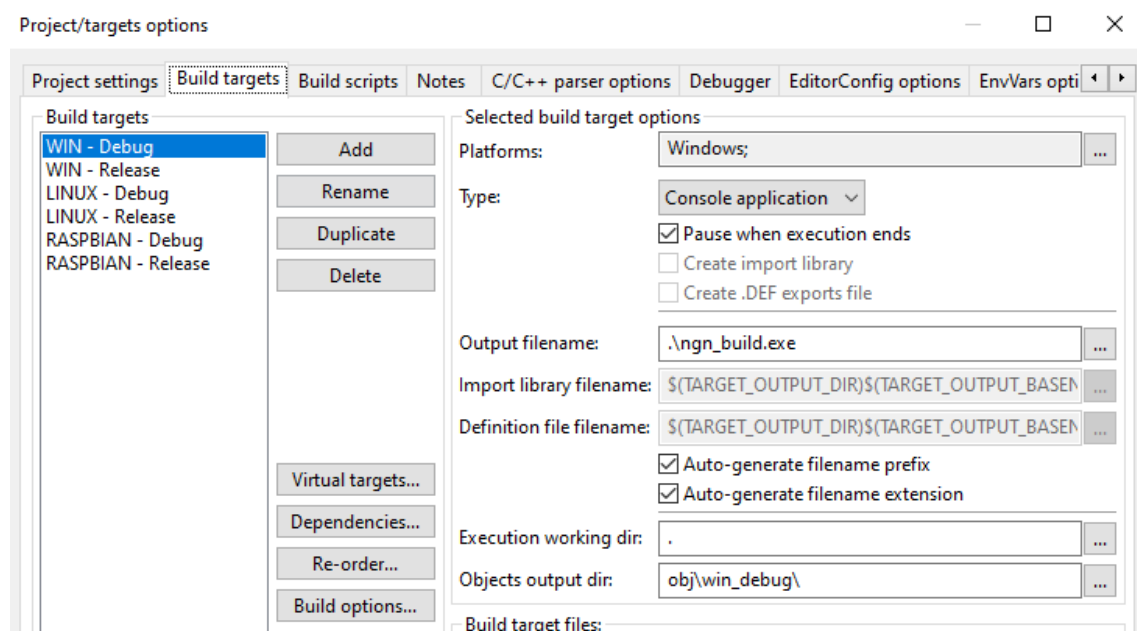 Project/targets options
Project settings
Build targets
Build scripts
Notes
C/C++ parser options
Debugger
EditorConfig options
EnvVars opti
Build targets
WIN - Debug
WIN - Release
LINUX - Debug
LINUX - Release
RASPBIAN - Debug
RASPBIAN - Release
Add
Rename
Duplicate
Delete
Virtual targets...
Dependencies...
Re-order...
Build options...
Selected build target options
Platforms: Windows; ...
Type: Console application
Pause when execution ends
Create import library
Create .DEF exports file
Output filename: .\ngn_build.exe ...
Import library filename: $(TARGET_OUTPUT_DIR)$(TARGET_OUTPUT_BASEN ...
Definition file filename: $(TARGET_OUTPUT_DIR)$(TARGET_OUTPUT_BASEN ...
Auto-generate filename prefix
Auto-generate filename extension
Execution working dir: . ...
Objects output dir: obj\win_debug\ ...
Build target files: